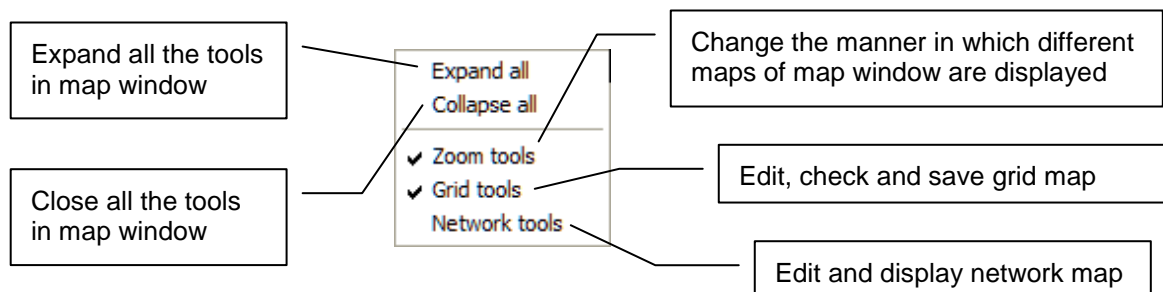 Expand all the tools
in map window
Close all the tools
in map window
Expand all
Collapse all
Zoom tools
Grid tools
Network tools
Change the manner in which different
maps of map window are displayed
Edit, check and save grid map
Edit and display network map